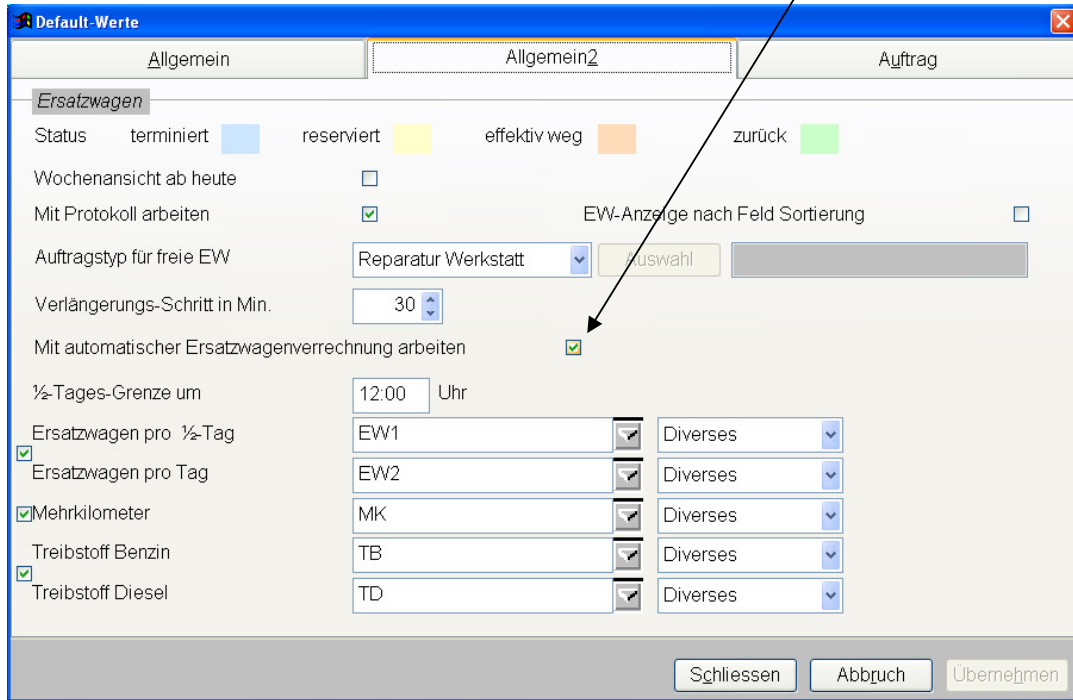 Default-Werte
Allgemein Allgemein2 Auftrag
Ersatzwagen
Status terminiert reserviert effektiv weg zurück
Wochenansicht ab heute
Mit Protokoll arbeiten EW-Anzeige nach Feld Sortierung
Auftragstyp für freie EW Reparatur Werkstatt Auswahl
Verlängerungs-Schritt in Min. 30
Mit automatischer Ersatzwagenverrechnung arbeiten
½-Tages-Grenze um 12:00 Uhr
Ersatzwagen pro ½-Tag EW1 Diverses
Ersatzwagen pro Tag EW2 Diverses
Mehrkilometer MK Diverses
Treibstoff Benzin TB Diverses
Treibstoff Diesel TD Diverses
Schliessen Abbruch Übernehmen